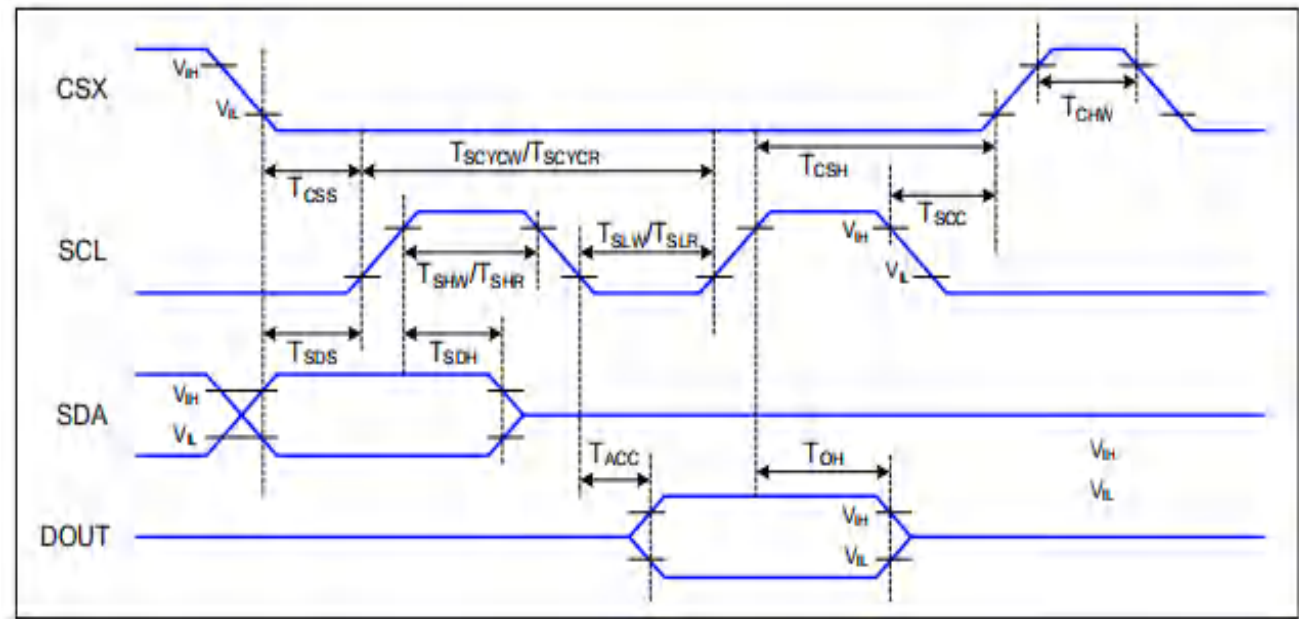 CSX
VIH
VIL
TCHW
TSCYCW/TSCYCR
TCSS
TCSH
TSCC
SCL
TSLW/TSLR
VIH
TSHW/TSHR
VIL
TSDS
TSDH
SDA
VIH
VIL
TACC
TOH
VIH
VIL
DOUT
VIH
VIL